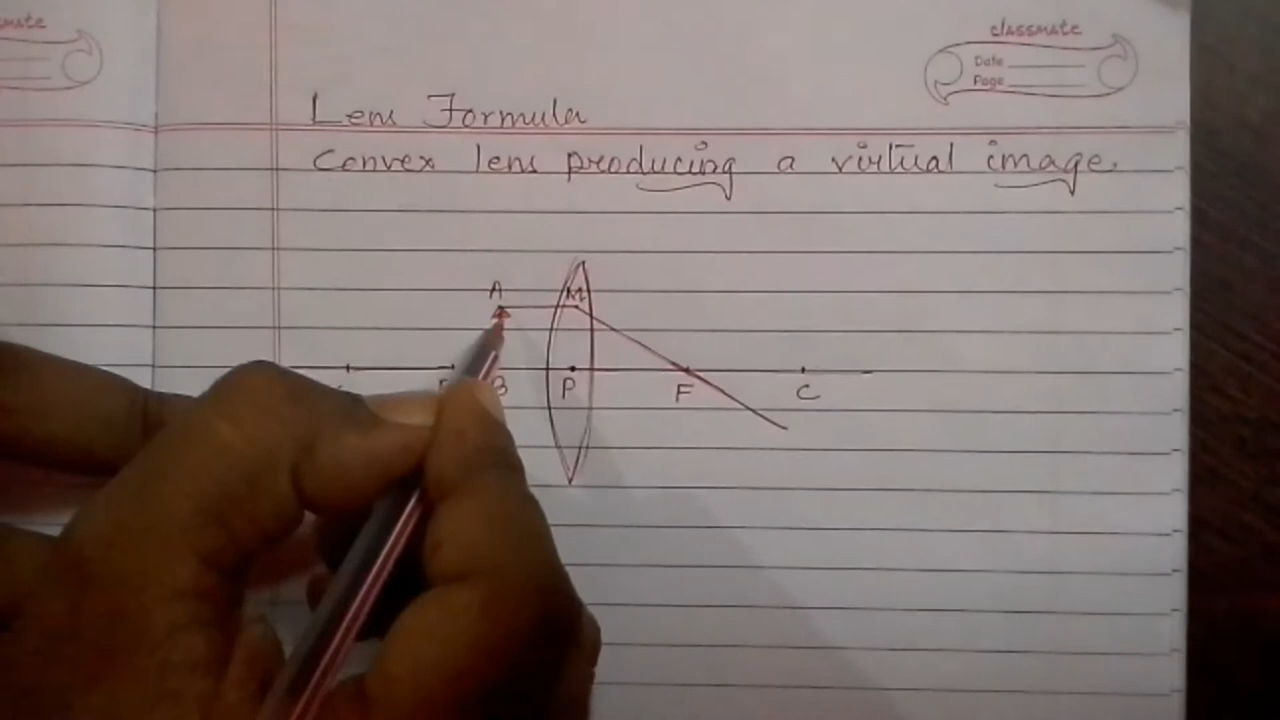 classmate
Date
Page
Lens Formula
Convex lens producing a virtual image.
A M
B P F C